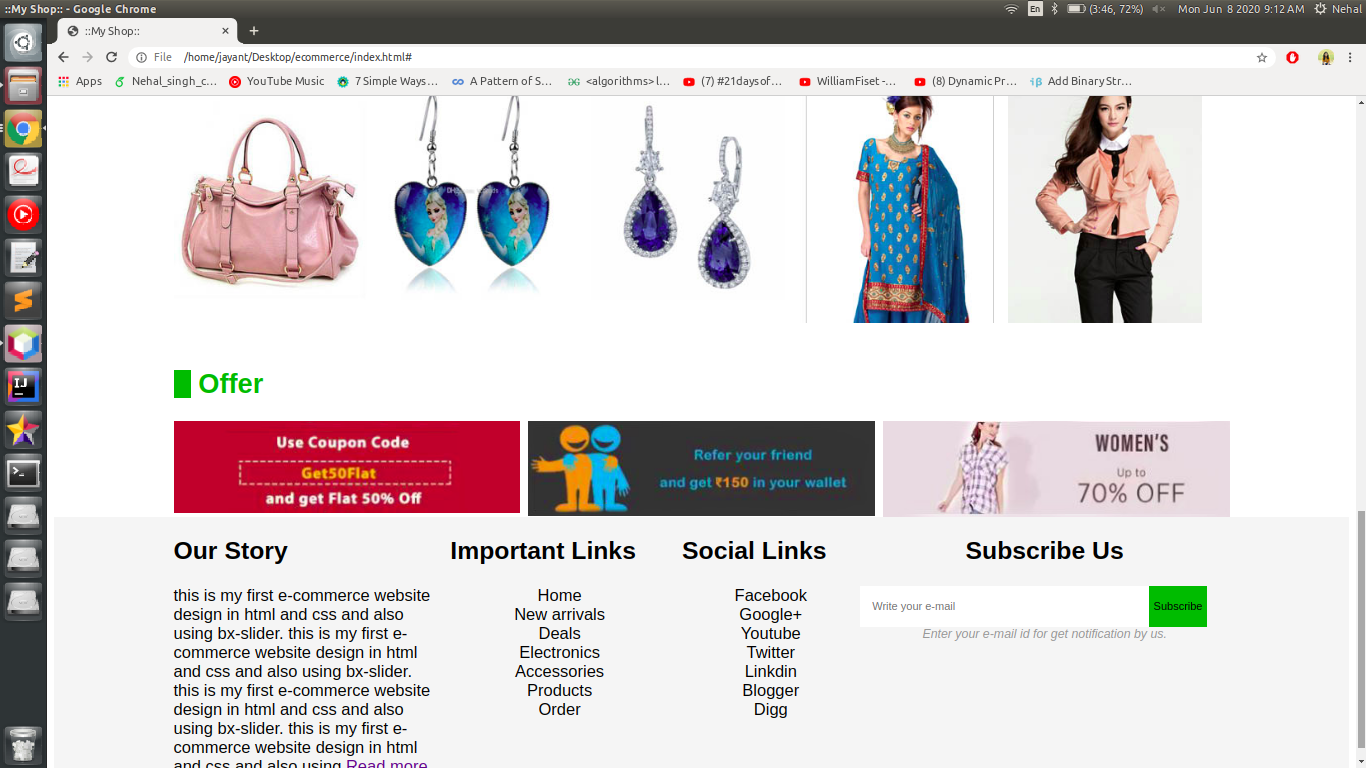 ::My Shop:: - Google Chrome
En
(3:46, 72%)
Mon Jun 8 2020 9:12 AM
Nehal
::My Shop::
File /home/jayant/Desktop/ecommerce/index.html#
Apps
Nehal_singh_c...
YouTube Music
7 Simple Ways...
A Pattern of S...
<algorithms> l...
(7) #21daysof...
WilliamFiset -...
(8) Dynamic Pr...
Add Binary Str...
Offer
Use Coupon Code
Get50Flat
and get Flat 50% Off
Refer your friend
and get ₹150 in your wallet
WOMEN'S
Up to
70% OFF
Our Story
this is my first e-commerce website
design in html and css and also
using bx-slider. this is my first e-
commerce website design in html
and css and also using bx-slider.
this is my first e-commerce website
design in html and css and also
using bx-slider. this is my first e-
commerce website design in html
and css and also using Read more
Important Links
Home
New arrivals
Deals
Electronics
Accessories
Products
Order
Social Links
Facebook
Google+
Youtube
Twitter
Linkdin
Blogger
Digg
Subscribe Us
Write your e-mail
Subscribe
Enter your e-mail id for get notification by us.